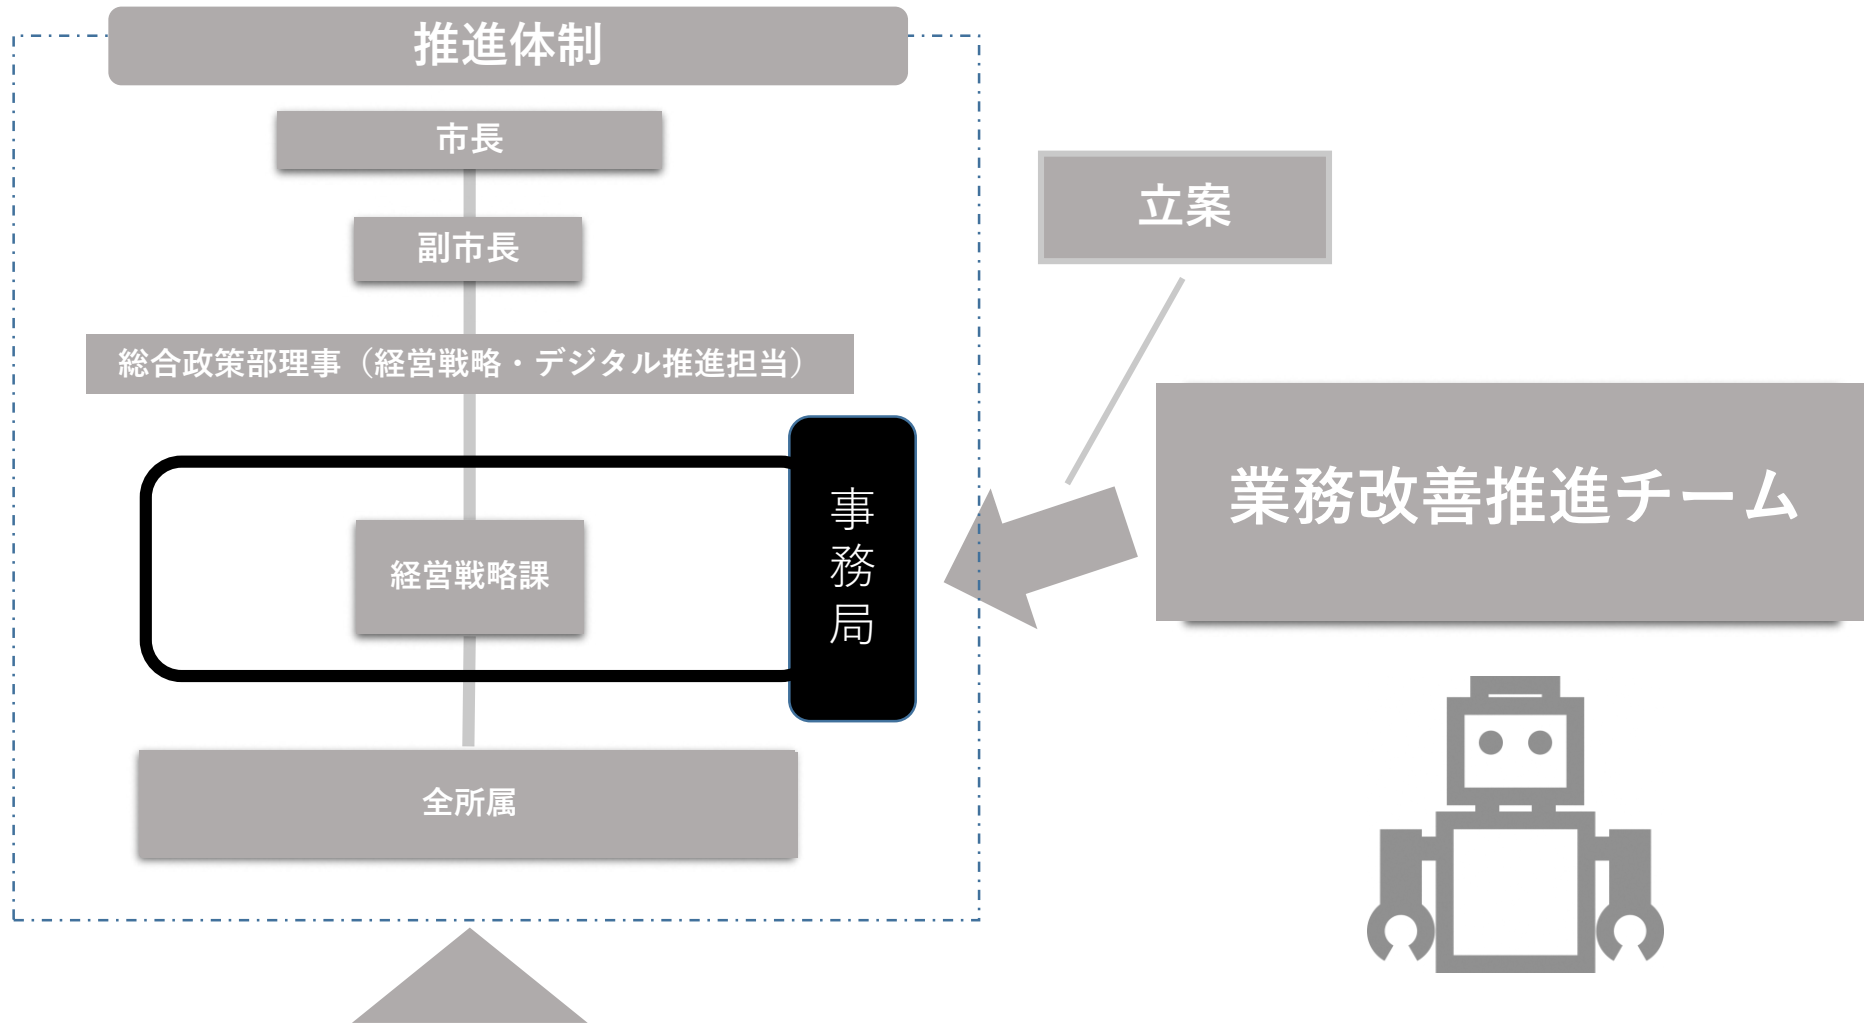 推進体制
市長
副市長
総合政策部理事（経営戦略・デジタル推進担当）
経営戦略課
事務局
全所属
立案
業務改善推進チーム